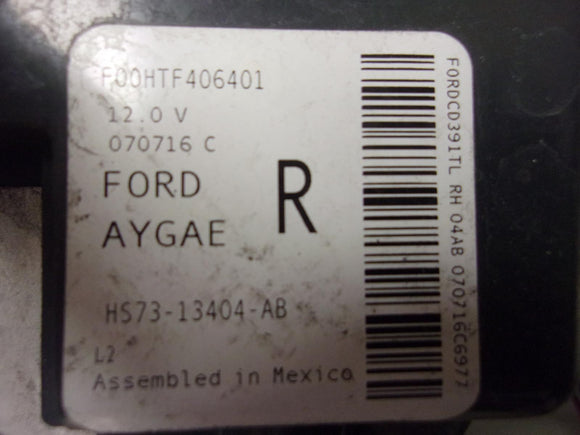 F00HTF406401
12.0 V
070716 C
FORD
R
AYGAE
HS73-13404-AB
L2
Assembled in Mexico
FORDCD391TL RH 04AB 070716C6977